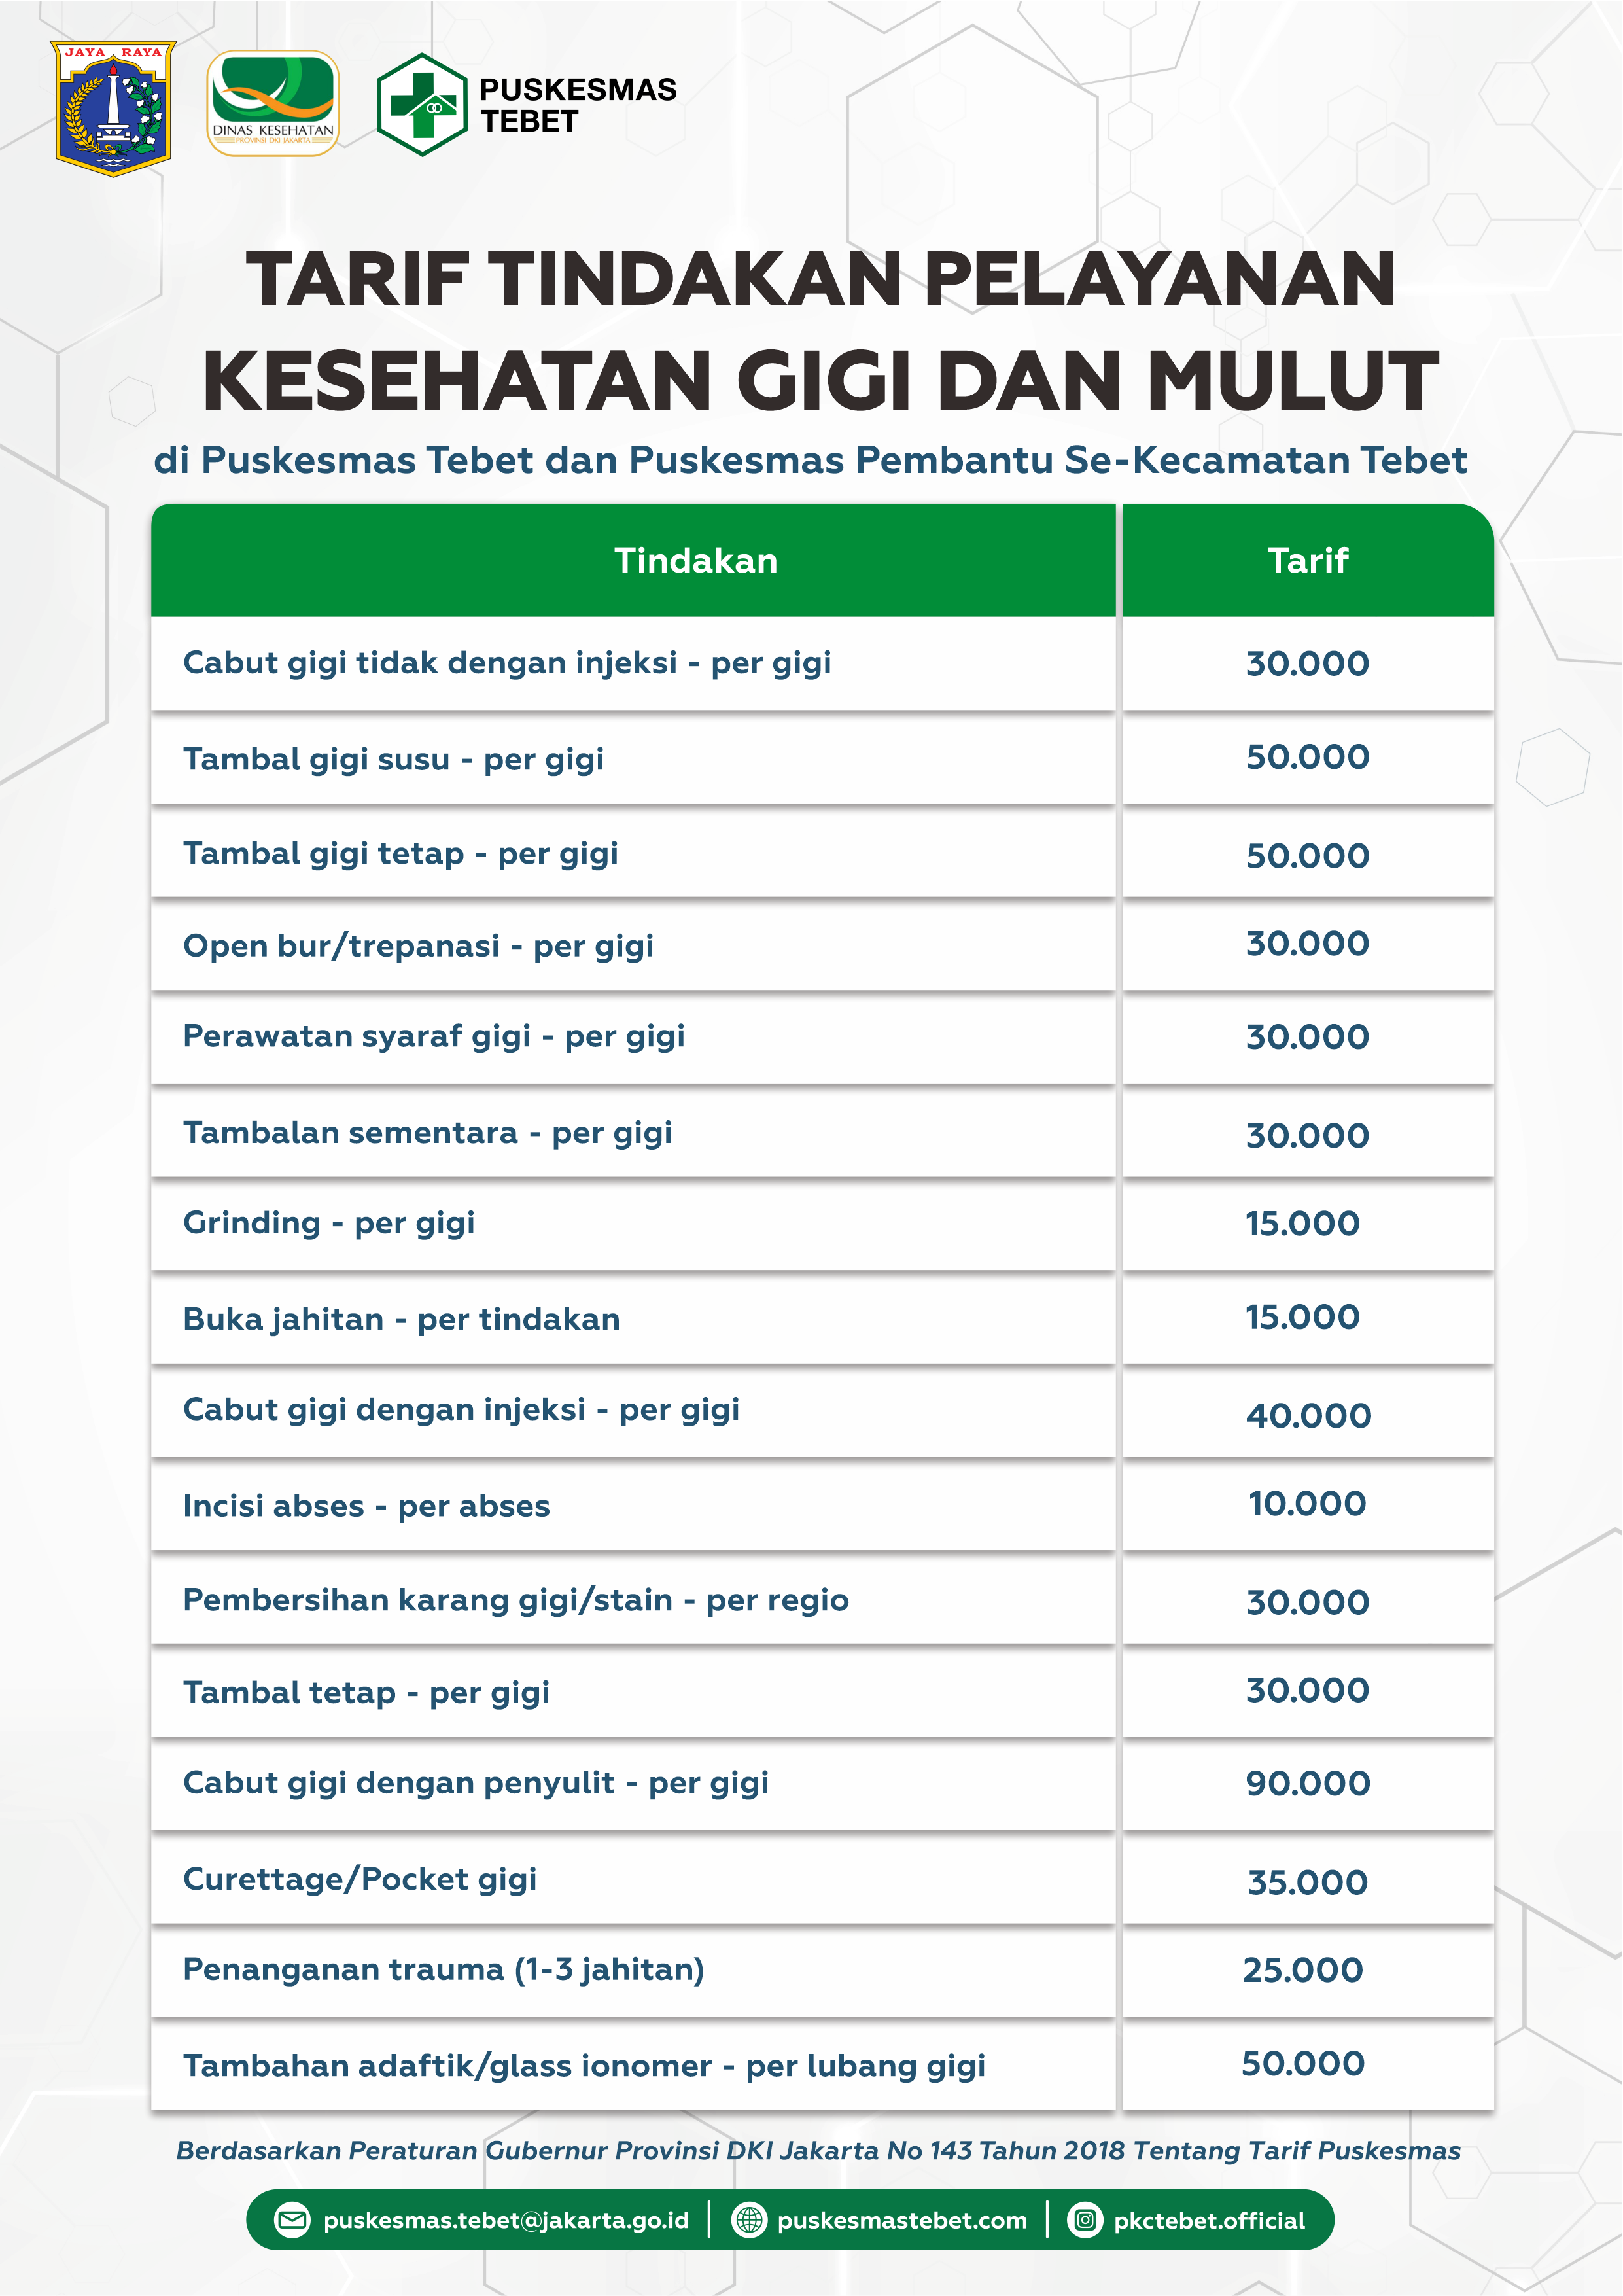 JAYA RAYA
DINAS KESEHATAN
PROVINSI DKI JAKARTA
PUSKESMAS
TEBET
TARIF TINDAKAN PELAYANAN
KESEHATAN GIGI DAN MULUT
di Puskesmas Tebet dan Puskesmas Pembantu Se-Kecamatan Tebet
Tindakan Tarif
Cabut gigi tidak dengan injeksi - per gigi 30.000
Tambal gigi susu - per gigi 50.000
Tambal gigi tetap - per gigi 50.000
Open bur/trepanasi - per gigi 30.000
Perawatan syaraf gigi - per gigi 30.000
Tambalan sementara - per gigi 30.000
Grinding - per gigi 15.000
Buka jahitan - per tindakan 15.000
Cabut gigi dengan injeksi - per gigi 40.000
Incisi abses - per abses 10.000
Pembersihan karang gigi/stain - per regio 30.000
Tambal tetap - per gigi 30.000
Cabut gigi dengan penyulit - per gigi 90.000
Curettage/Pocket gigi 35.000
Penanganan trauma (1-3 jahitan) 25.000
Tambahan adaftik/glass ionomer - per lubang gigi 50.000
Berdasarkan Peraturan Gubernur Provinsi DKI Jakarta No 143 Tahun 2018 Tentang Tarif Puskesmas
puskesmas.tebet@jakarta.go.id | puskesmastebet.com | pkctebet.official